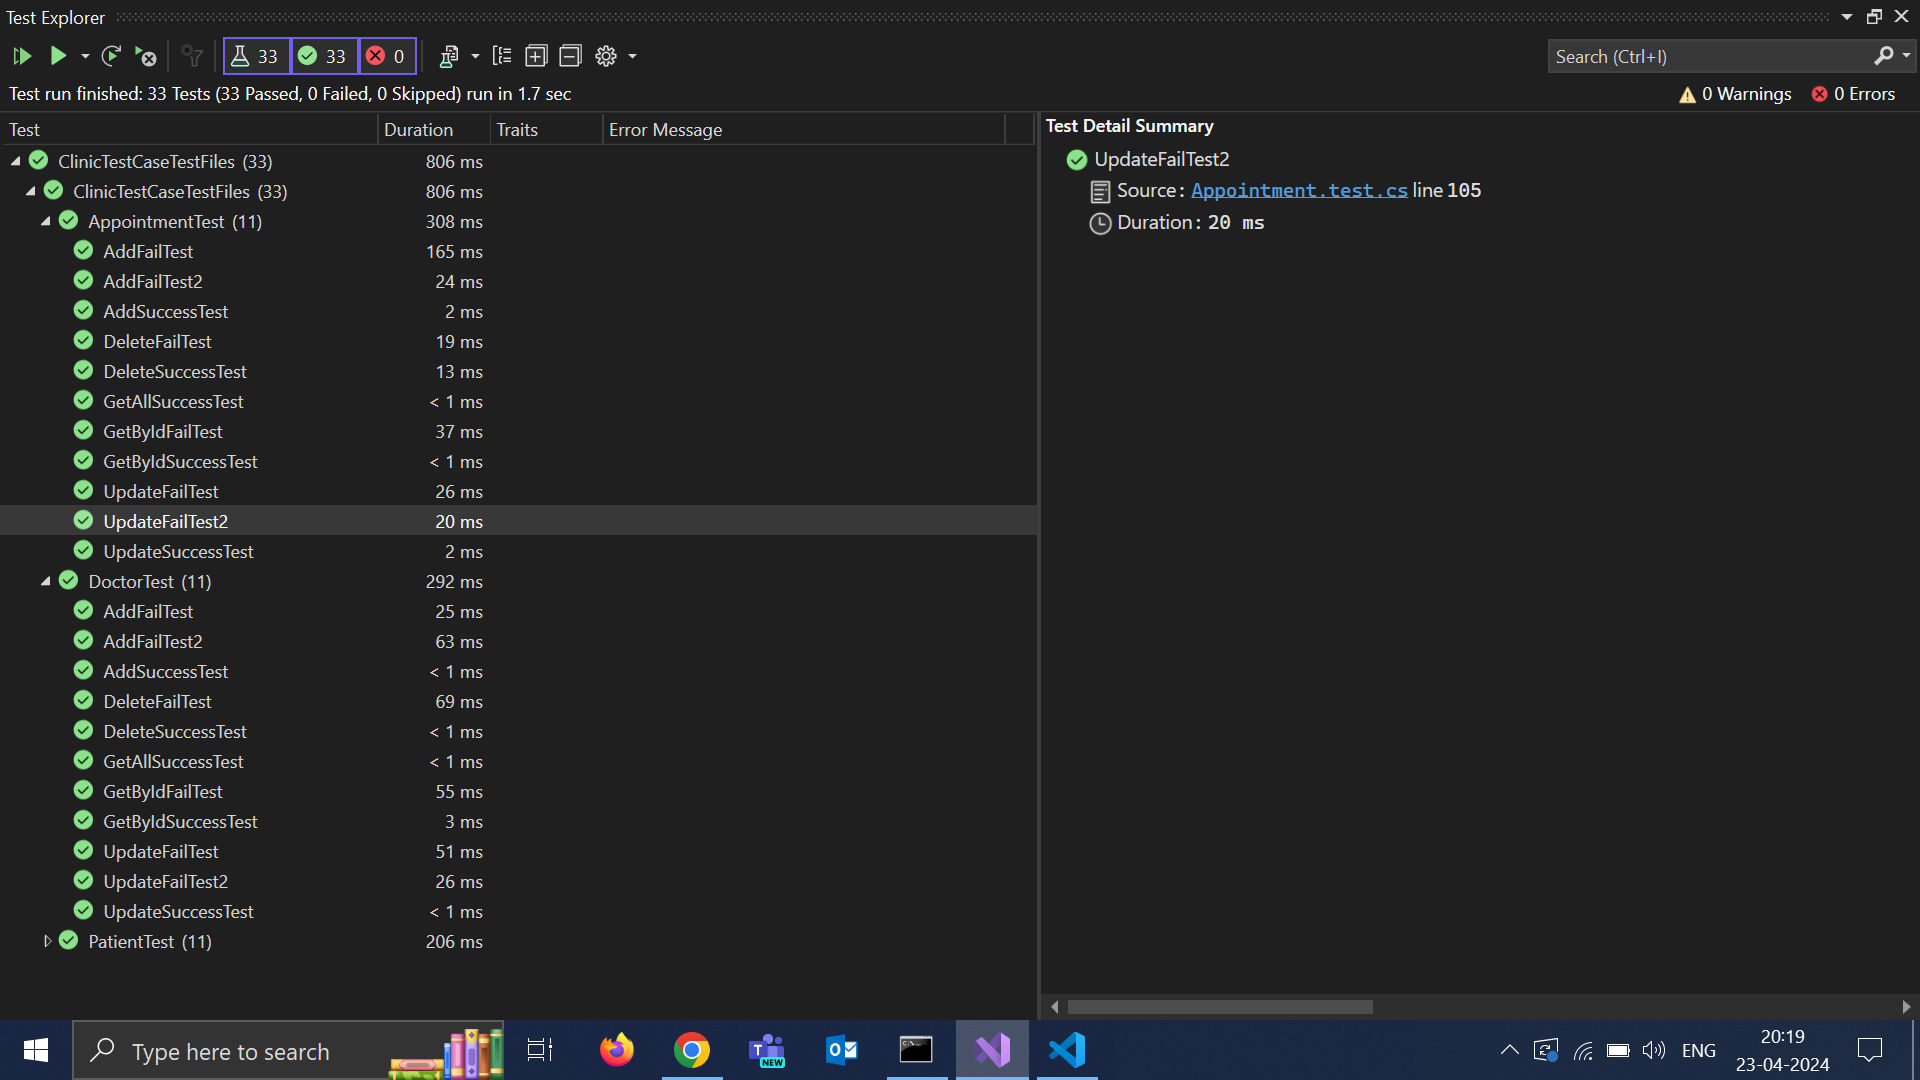 Test Explorer
33 33 0
Search (Ctrl+I)
Test run finished: 33 Tests (33 Passed, 0 Failed, 0 Skipped) run in 1.7 sec
0 Warnings 0 Errors
Test Duration Traits Error Message
ClinicTestCaseTestFiles (33) 806 ms
ClinicTestCaseTestFiles (33) 806 ms
AppointmentTest (11) 308 ms
AddFailTest 165 ms
AddFailTest2 24 ms
AddSuccessTest 2 ms
DeleteFailTest 19 ms
DeleteSuccessTest 13 ms
GetAllSuccessTest < 1 ms
GetByIdFailTest 37 ms
GetByIdSuccessTest < 1 ms
UpdateFailTest 26 ms
UpdateFailTest2 20 ms
UpdateSuccessTest 2 ms
DoctorTest (11) 292 ms
AddFailTest 25 ms
AddFailTest2 63 ms
AddSuccessTest < 1 ms
DeleteFailTest 69 ms
DeleteSuccessTest < 1 ms
GetAllSuccessTest < 1 ms
GetByIdFailTest 55 ms
GetByIdSuccessTest 3 ms
UpdateFailTest 51 ms
UpdateFailTest2 26 ms
UpdateSuccessTest < 1 ms
PatientTest (11) 206 ms
Test Detail Summary
UpdateFailTest2
Source: Appointment.test.cs line 105
Duration: 20 ms
Type here to search
NEW
ENG
20:19
23-04-2024